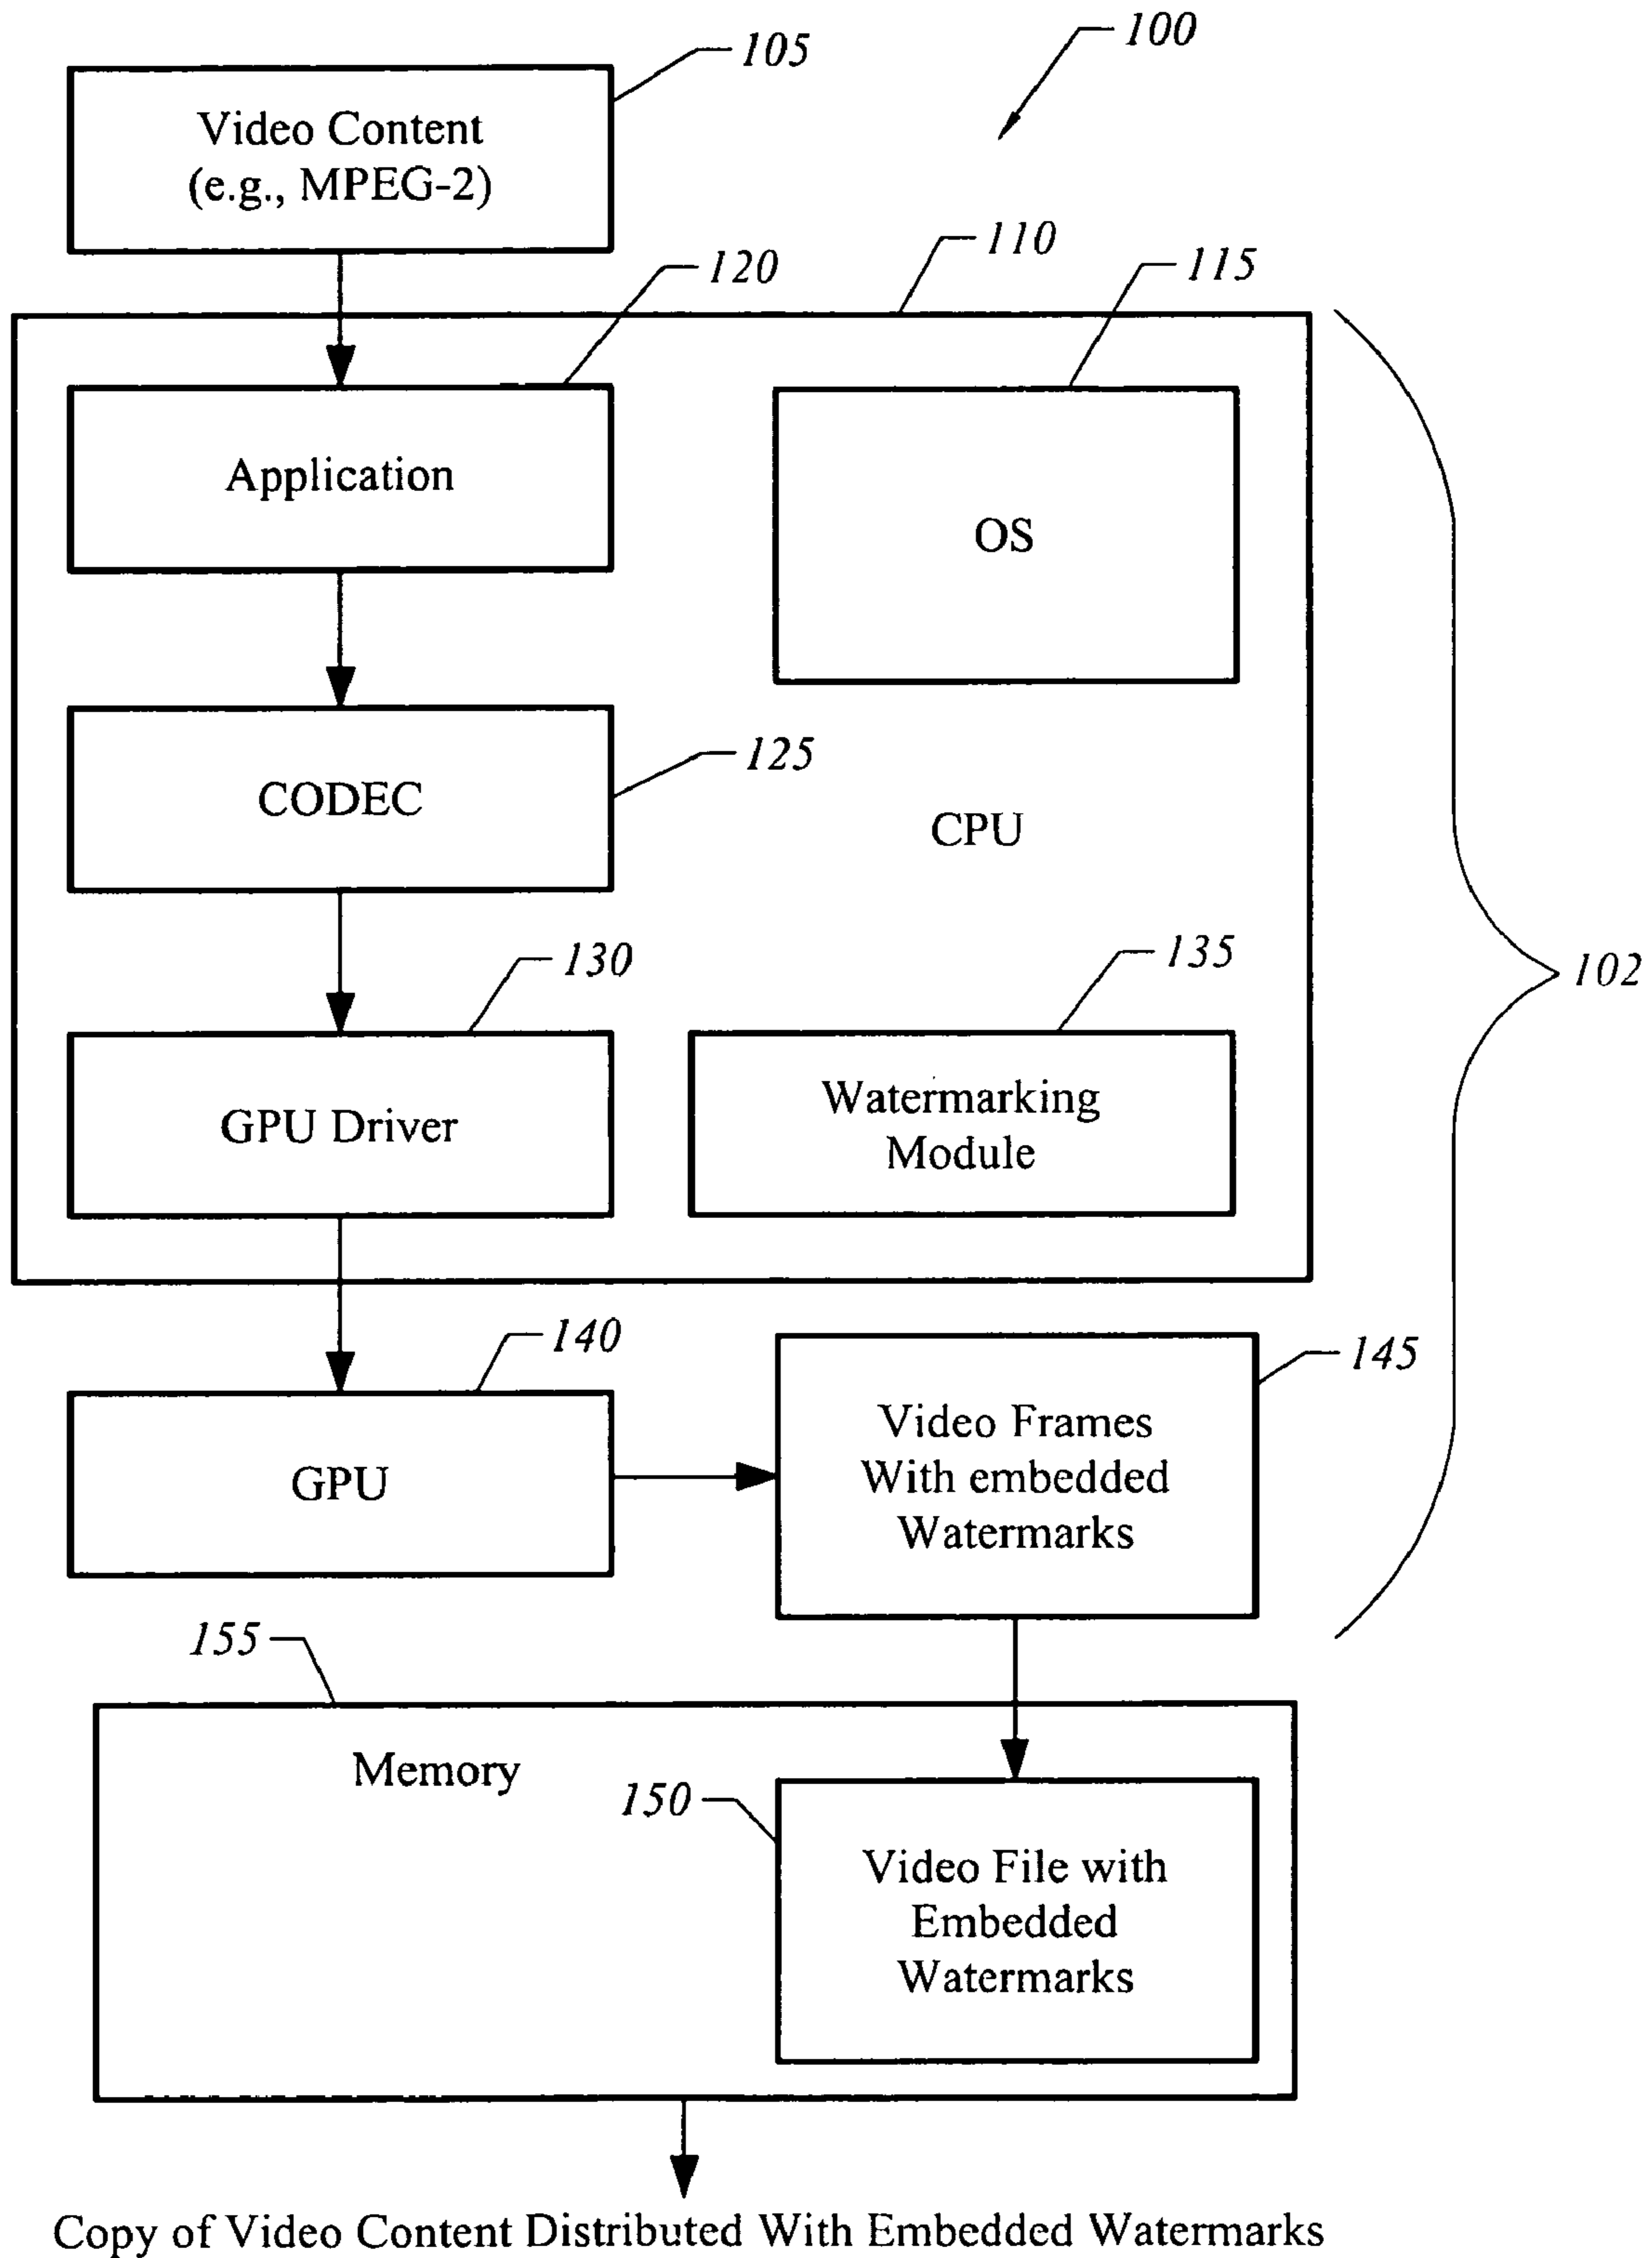 100
105
Video Content
(e.g., MPEG-2)
110
115
120
Application
OS
125
CODEC
CPU
130
135
102
GPU Driver
Watermarking
Module
140
145
GPU
Video Frames
With embedded
Watermarks
155
Memory
150
Video File with
Embedded
Watermarks
Copy of Video Content Distributed With Embedded Watermarks